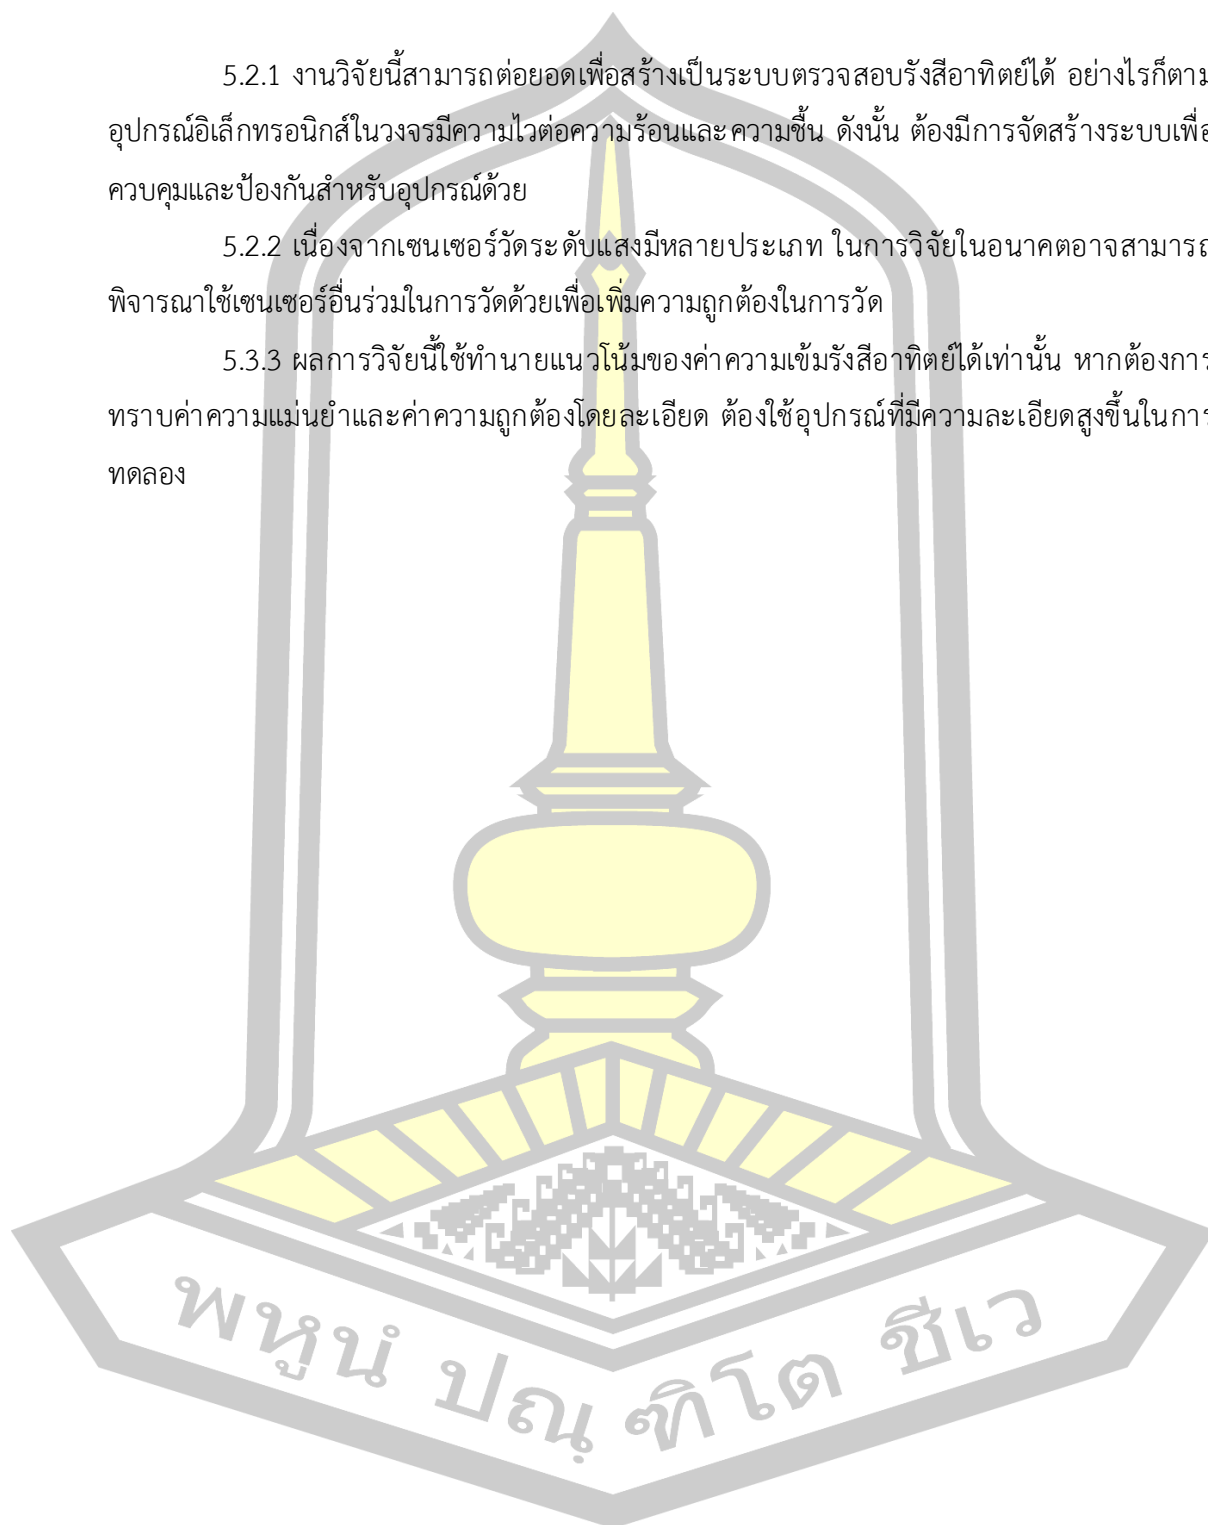 5.2.1 งานวิจัยนี้สามารถต่อยอดเพื่อสร้างเป็นระบบตรวจสอบรังสีอาทิตย์ได้ อย่างไรก็ตาม
อุปกรณ์อิเล็กทรอนิกส์ในวงจรมีความไวต่อความร้อนและความชื้น ดังนั้น ต้องมีการจัดสร้างระบบเพื่อ
ควบคุมและป้องกันสำหรับอุปกรณ์ด้วย
5.2.2 เนื่องจากเซนเซอร์วัดระดับแสงมีหลายประเภท ในการวิจัยในอนาคตอาจสามารถ
พิจารณาใช้เซนเซอร์อื่นร่วมในการวัดด้วยเพื่อเพิ่มความถูกต้องในการวัด
5.3.3 ผลการวิจัยนี้ใช้ทำนายแนวโน้มของค่าความเข้มรังสีอาทิตย์ได้เท่านั้น หากต้องการ
ทราบค่าความแม่นยำและค่าความถูกต้องโดยละเอียด ต้องใช้อุปกรณ์ที่มีความละเอียดสูงขึ้นในการ
ทดลอง
พหูนํ ปณฺ ฑิโต ชีเว